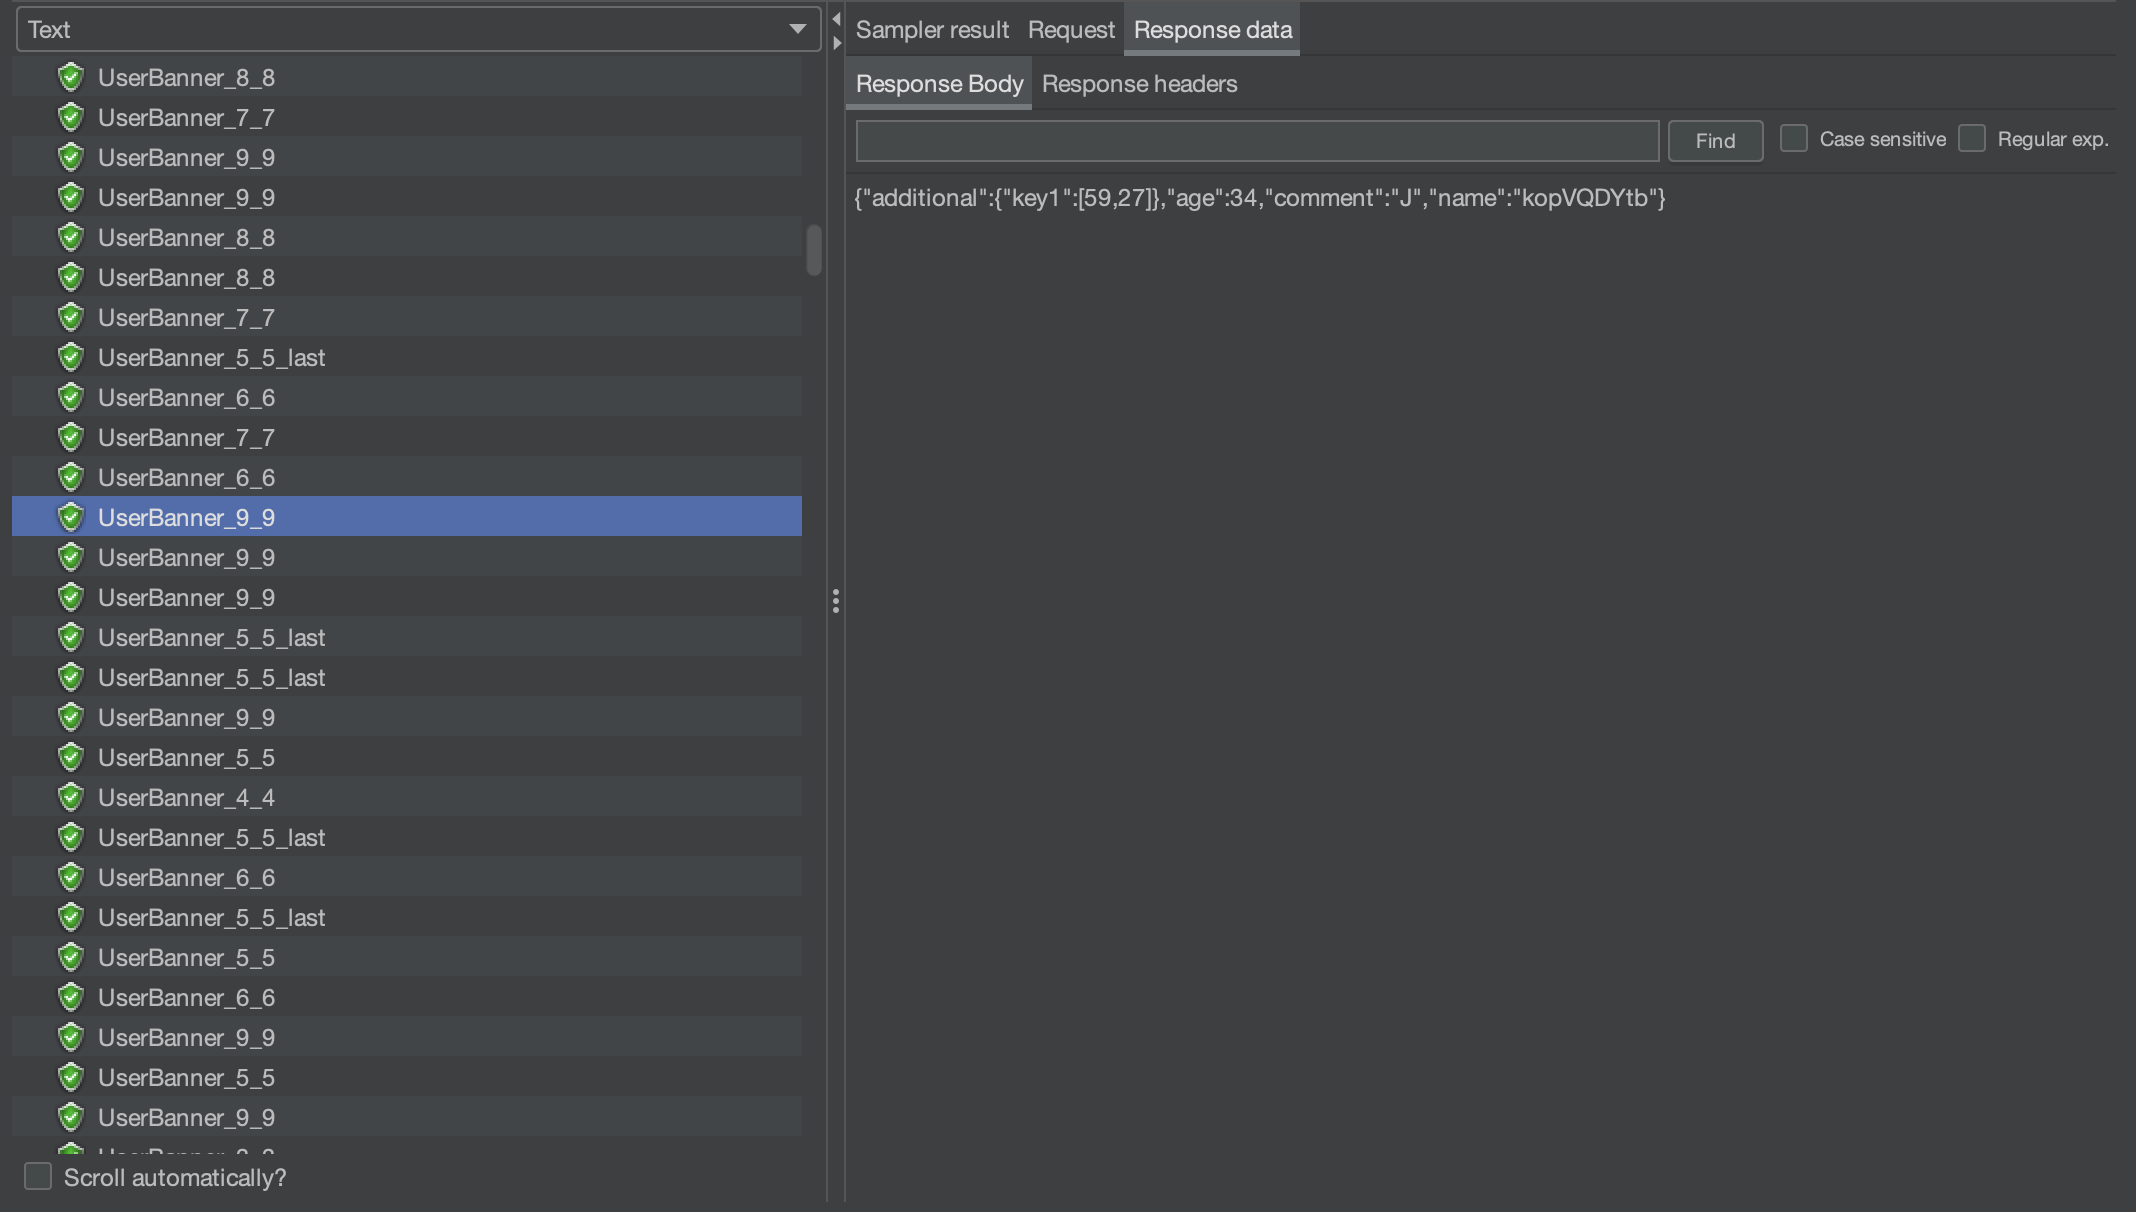 Text
UserBanner_8_8
UserBanner_7_7
UserBanner_9_9
UserBanner_9_9
UserBanner_8_8
UserBanner_8_8
UserBanner_7_7
UserBanner_5_5_last
UserBanner_6_6
UserBanner_7_7
UserBanner_6_6
UserBanner_9_9
UserBanner_9_9
UserBanner_9_9
UserBanner_5_5_last
UserBanner_5_5_last
UserBanner_9_9
UserBanner_5_5
UserBanner_4_4
UserBanner_5_5_last
UserBanner_6_6
UserBanner_5_5_last
UserBanner_5_5
UserBanner_6_6
UserBanner_9_9
UserBanner_5_5
UserBanner_9_9
Scroll automatically?
Sampler result Request Response data
Response Body Response headers
Find Case sensitive Regular exp.
{"additional":{"key1":[59,27]},"age":34,"comment":"J","name":"kopVQDYtb"}